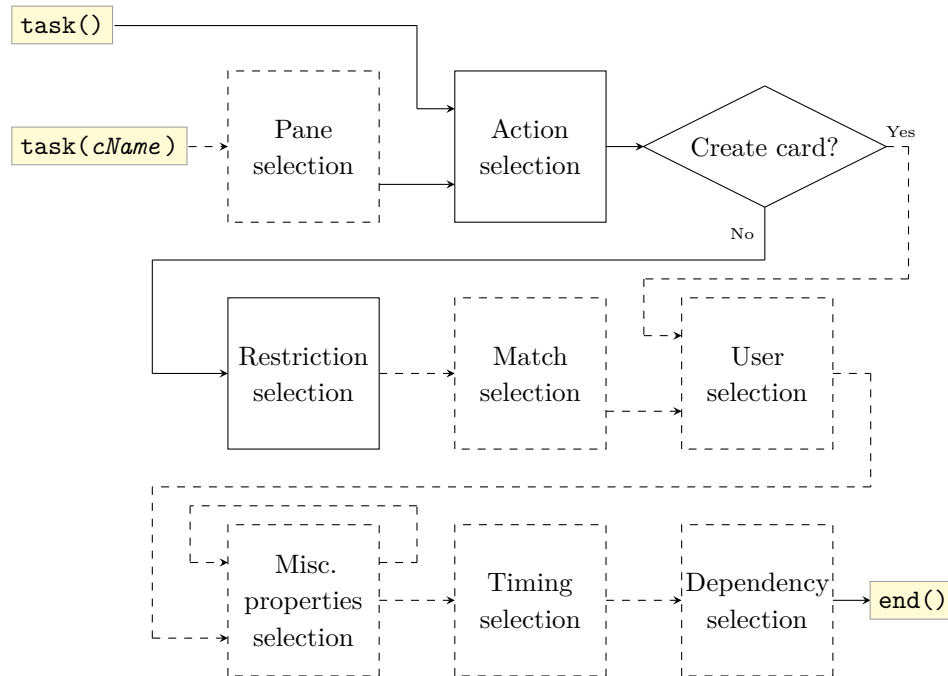 task()
task(cName)
Pane
selection
Action
selection
Create card?
Yes
No
Restriction
selection
Match
selection
User
selection
Misc.
properties
selection
Timing
selection
Dependency
selection
end()